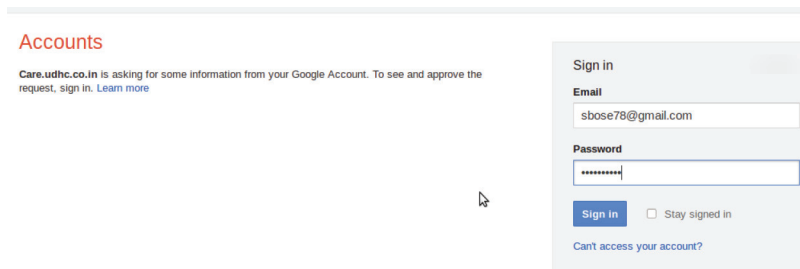 Accounts
Care.udhc.co.in is asking for some information from your Google Account. To see and approve the
request, sign in. Learn more
Sign in
Email
sbose78@gmail.com
Password
••••••••••
Sign in
Stay signed in
Can't access your account?